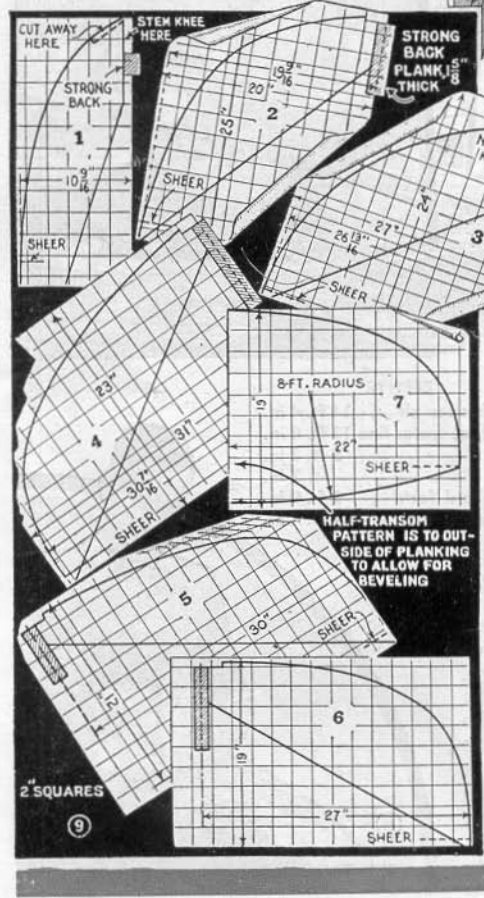 CUT AWAY
HERE
STEM KNEE
HERE
STRONG
BACK
1
10 9/16
SHEER
19 9/16"
20"
2
25"
SHEER
STRONG
BACK
PLANK 1 5/8"
THICK
24"
27"
26 13/16"
3
SHEER
23"
4
31"
30 7/16"
SHEER
8-FT. RADIUS
7
19"
22"
SHEER
HALF-TRANSOM
PATTERN IS TO OUT-
SIDE OF PLANKING
TO ALLOW FOR
BEVELING
5
30"
SHEER
12"
6
19"
27"
SHEER
2" SQUARES
9